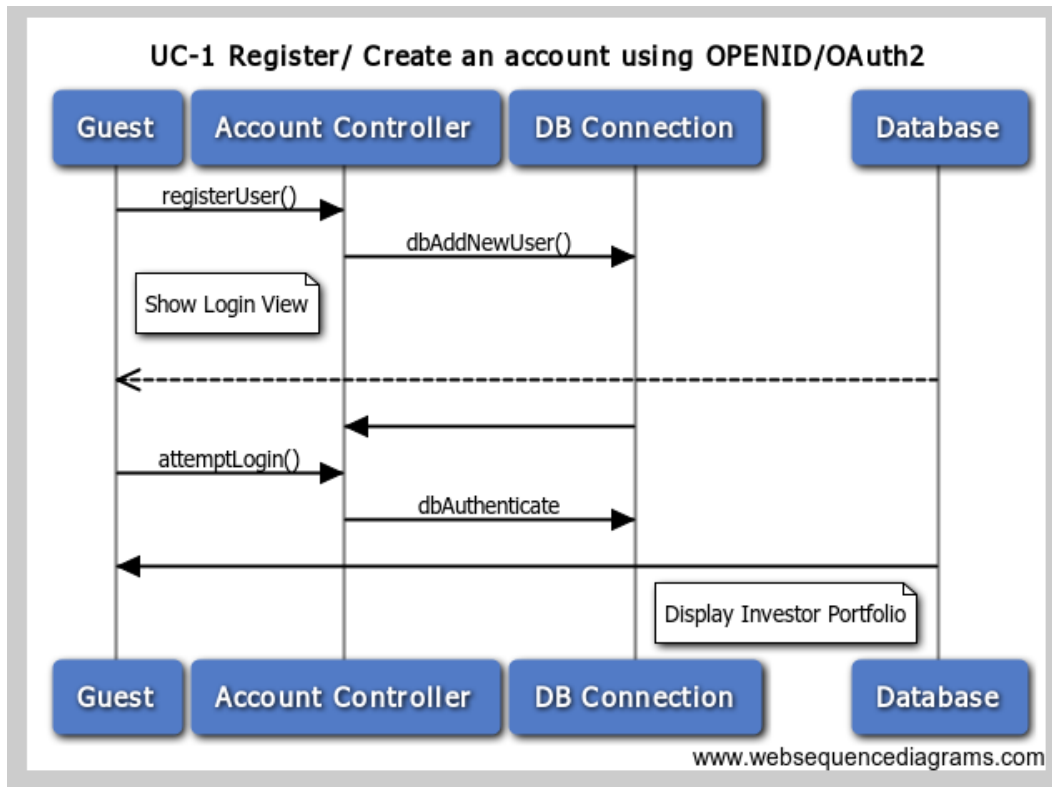 UC-1 Register/ Create an account using OPENID/OAuth2
Guest
Account Controller
DB Connection
Database
registerUser()
dbAddNewUser()
Show Login View
attemptLogin()
dbAuthenticate
Display Investor Portfolio
Guest
Account Controller
DB Connection
Database
www.websequencediagrams.com